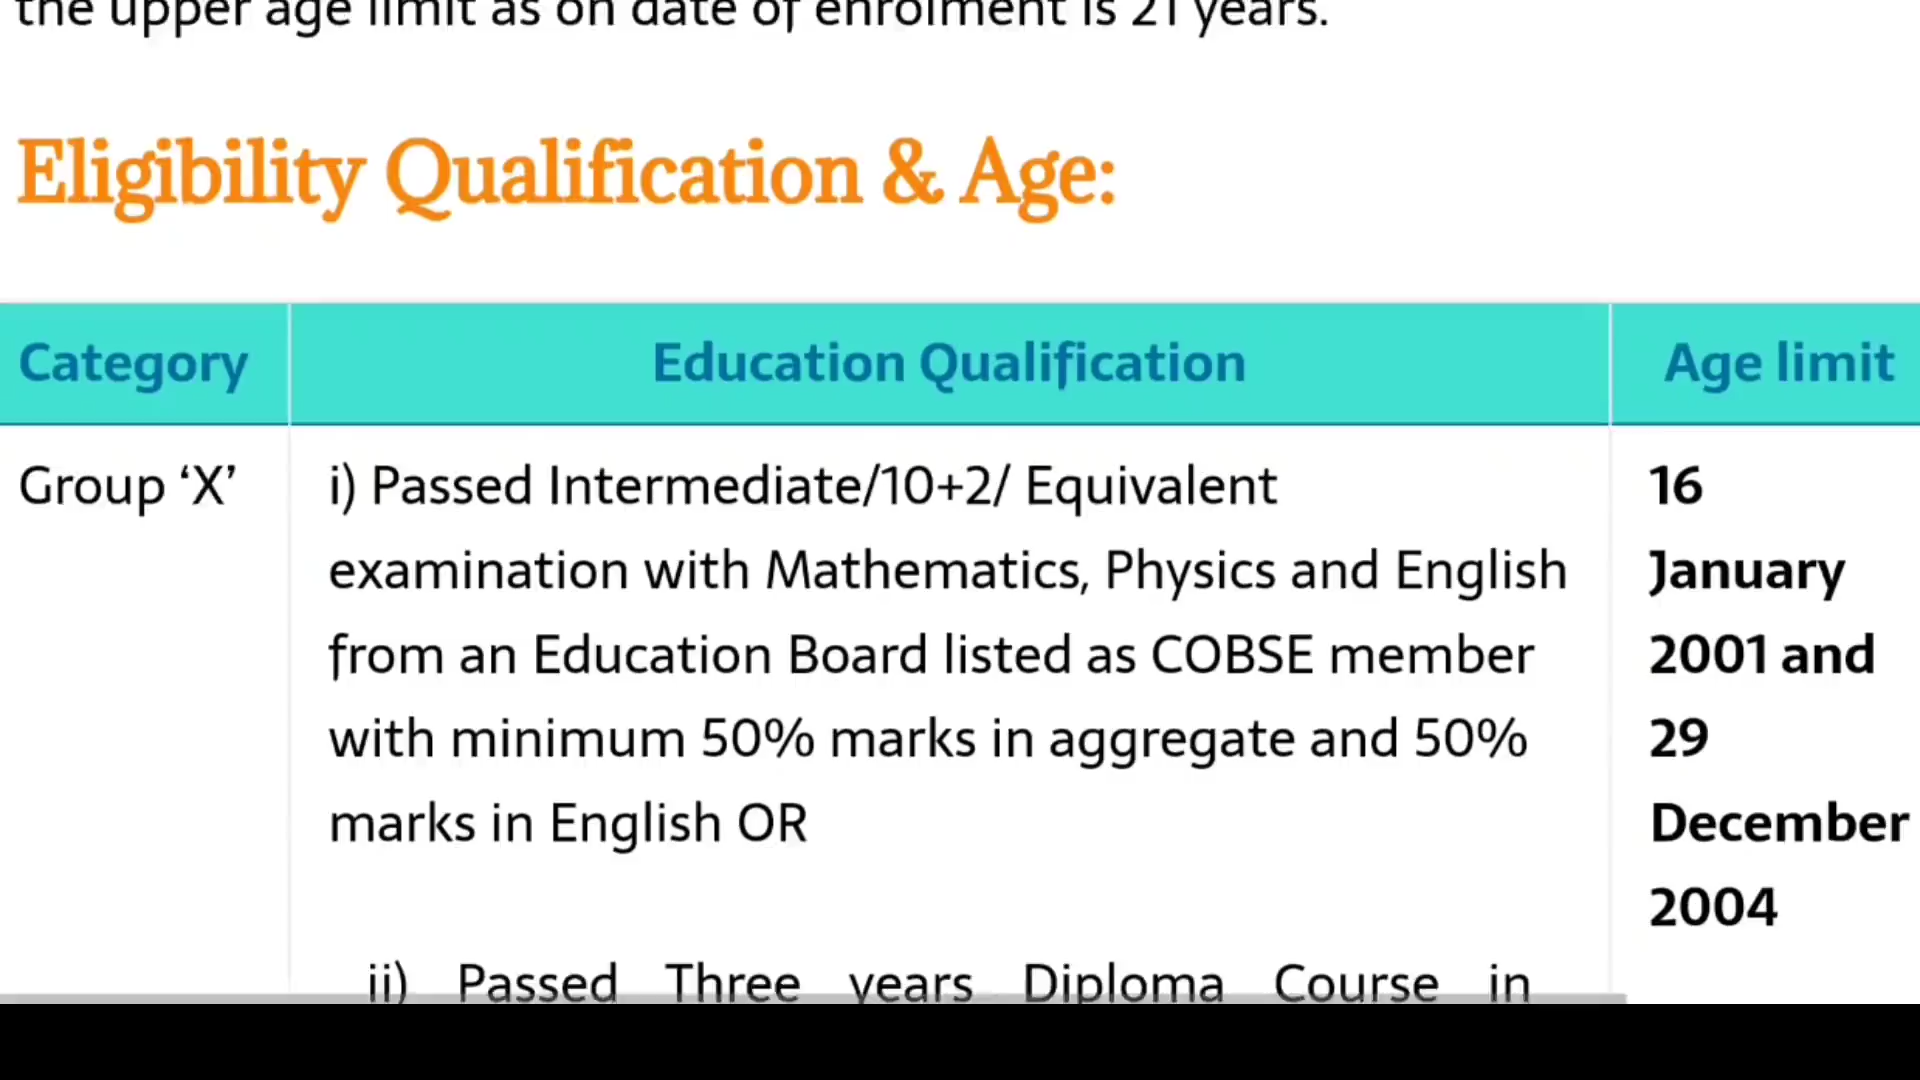 the upper age limit as on date of enrolment is 21 years.
Eligibility Qualification & Age:
Category
Education Qualification
Age limit
Group ‘X’
i) Passed Intermediate/10+2/ Equivalent
examination with Mathematics, Physics and English
from an Education Board listed as COBSE member
with minimum 50% marks in aggregate and 50%
marks in English OR
ii) Passed Three years Diploma Course in
16
January
2001 and
29
December
2004